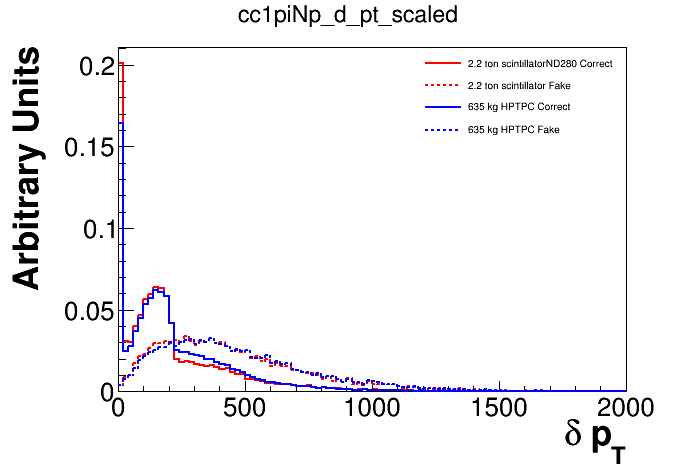 cc1piNp_d_pt_scaled
Arbitrary Units
0.2
0.15
0.1
0.05
0
2.2 ton scintillatorND280 Correct
2.2 ton scintillator Fake
635 kg HPTPC Correct
635 kg HPTPC Fake
0 500 1000 1500 2000
δ p_T